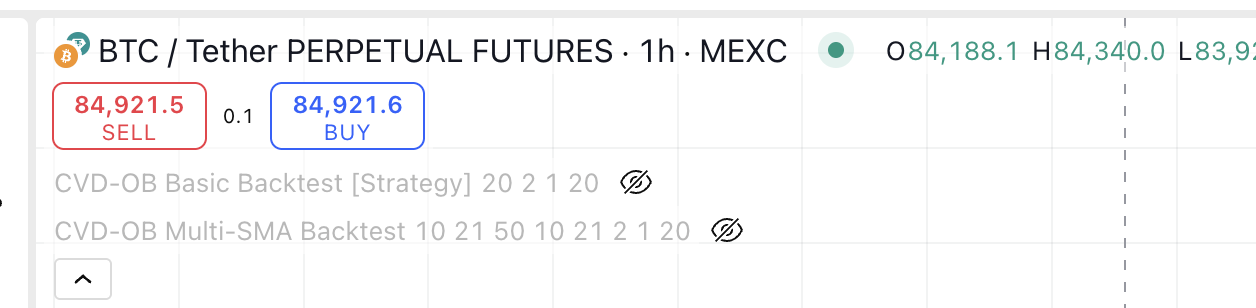 BTC / Tether PERPETUAL FUTURES · 1h · MEXC O84,188.1 H84,340.0 L83,92
84,921.5 0.1 84,921.6
SELL BUY
CVD-OB Basic Backtest [Strategy] 20 2 1 20
CVD-OB Multi-SMA Backtest 10 21 50 10 21 2 1 20